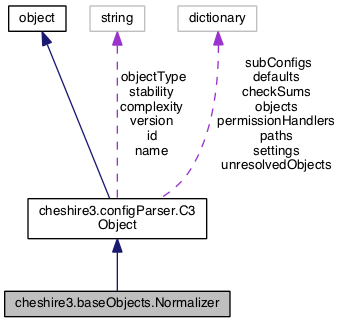 object
string
dictionary
objectType
stability
complexity
version
id
name
subConfigs
defaults
checkSums
objects
permissionHandlers
paths
settings
unresolvedObjects
cheshire3.configParser.C3
Object
cheshire3.baseObjects.Normalizer